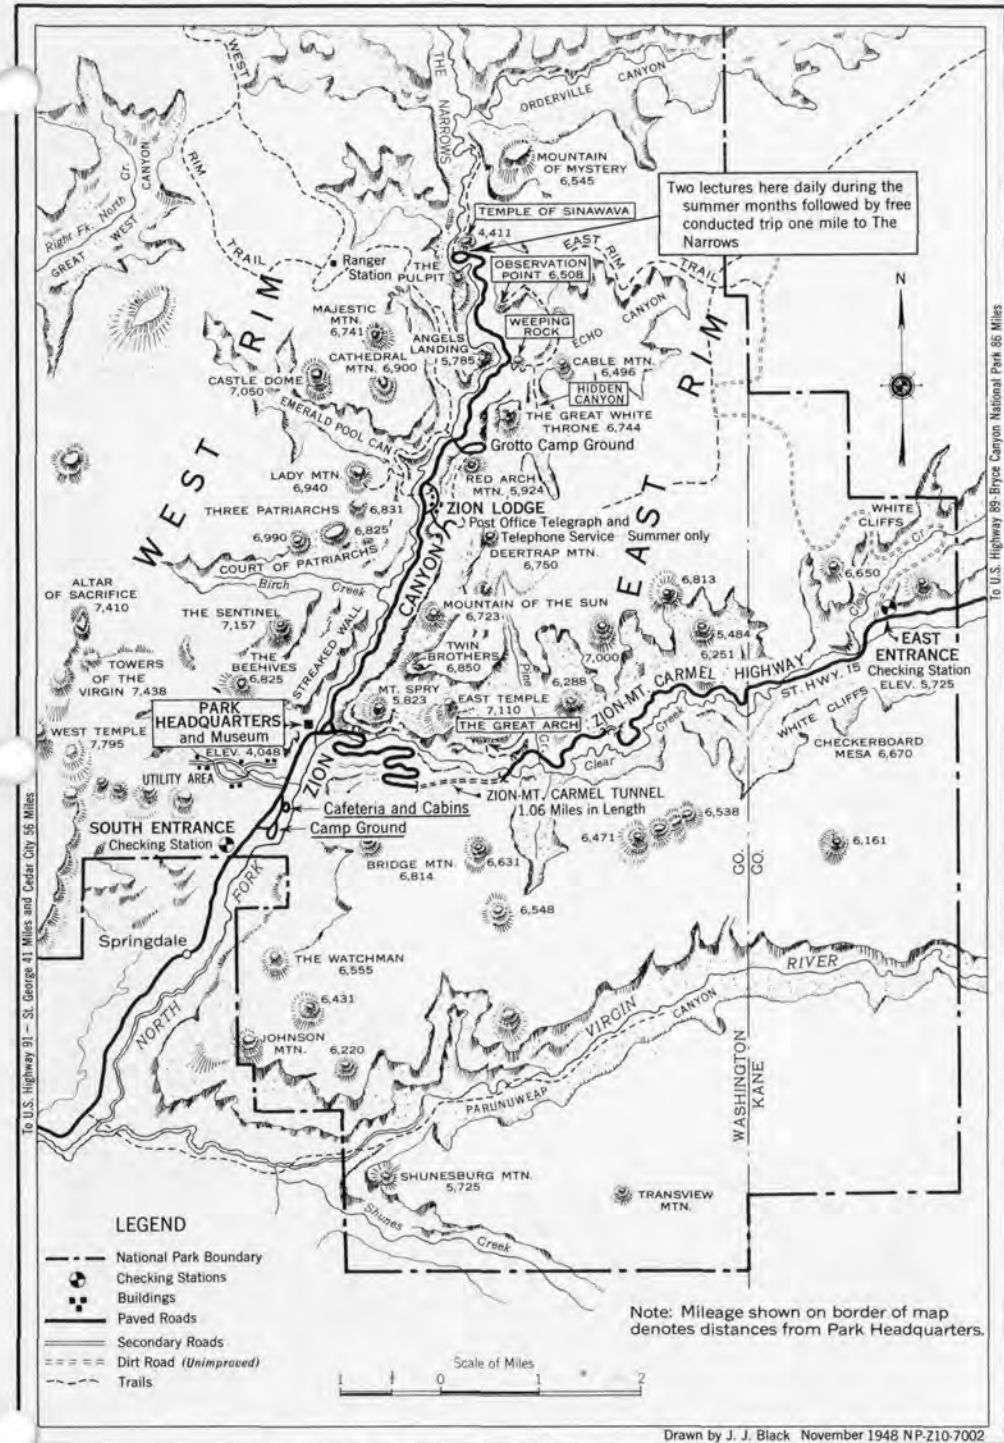 WEST
RIM
TRAIL
THE NARROWS
ORDERVILLE CANYON
MOUNTAIN
OF MYSTERY
6,545
Right Fk. North Cr.
GREAT WEST CANYON
Two lectures here daily during the
summer months followed by free
conducted trip one mile to The
Narrows
TEMPLE OF SINAWAVA
4,411
Ranger
Station
THE
PULPIT
EAST RIM TRAIL
OBSERVATION
POINT 6,508
N
WEEPING
ROCK
ECHO CANYON
MAJESTIC
MTN.
6,741
ANGELS
LANDING
5,785
CATHEDRAL
MTN. 6,900
CASTLE DOME
7,050
CABLE MTN.
6,496
HIDDEN
CANYON
WEST RIM
EAST RIM
EMERALD POOL CAN.
THE GREAT WHITE
THRONE 6,744
Grotto Camp Ground
LADY MTN.
6,940
RED ARCH
MTN. 5,924
THREE PATRIARCHS
6,831
6,825
6,990
ZION LODGE
Post Office Telegraph and
Telephone Service Summer only
DEERTRAP MTN.
6,750
WHITE
CLIFFS
COURT OF PATRIARCHS
Birch Creek
6,650
Clear Cr.
ALTAR
OF SACRIFICE
7,410
THE SENTINEL
7,157
STREAKED WALL
ZION CANYON
MOUNTAIN OF THE SUN
6,723
6,813
5,484
6,251
7,000
TOWERS
OF THE
VIRGIN 7,438
THE
BEEHIVES
6,825
TWIN
BROTHERS
6,850
Pine Cr.
6,288
EAST
ENTRANCE
Checking Station
ELEV. 5,725
MT. SPRY
5,823
EAST TEMPLE
7,110
ZION-MT. CARMEL HIGHWAY
ST. HWY. 15
PARK
HEADQUARTERS
and Museum
ELEV. 4,048
THE GREAT ARCH
WEST TEMPLE
7,795
Clear Creek
WHITE CLIFFS
CHECKERBOARD
MESA 6,670
UTILITY AREA
ZION-MT. CARMEL TUNNEL
1.06 Miles in Length
Cafeteria and Cabins
Camp Ground
SOUTH ENTRANCE
Checking Station
BRIDGE MTN.
6,814
6,631
6,471
6,538
6,161
6,548
CO.
CO.
Springdale
NORTH FORK
THE WATCHMAN
6,555
6,431
JOHNSON
MTN.
6,220
VIRGIN RIVER
PARUNUWEAP CANYON
WASHINGTON
KANE
SHUNESBURG MTN.
5,725
TRANSVIEW
MTN.
Shunes Creek
To U.S. Highway 91 — St. George 41 Miles and Cedar City 56 Miles
To U.S. Highway 89-Bryce Canyon National Park 86 Miles
LEGEND
National Park Boundary
Checking Stations
Buildings
Paved Roads
Secondary Roads
Dirt Road (Unimproved)
Trails
Note: Mileage shown on border of map
denotes distances from Park Headquarters.
Scale of Miles
1 0 1 2
Drawn by J. J. Black November 1948 NP-Z10-7002